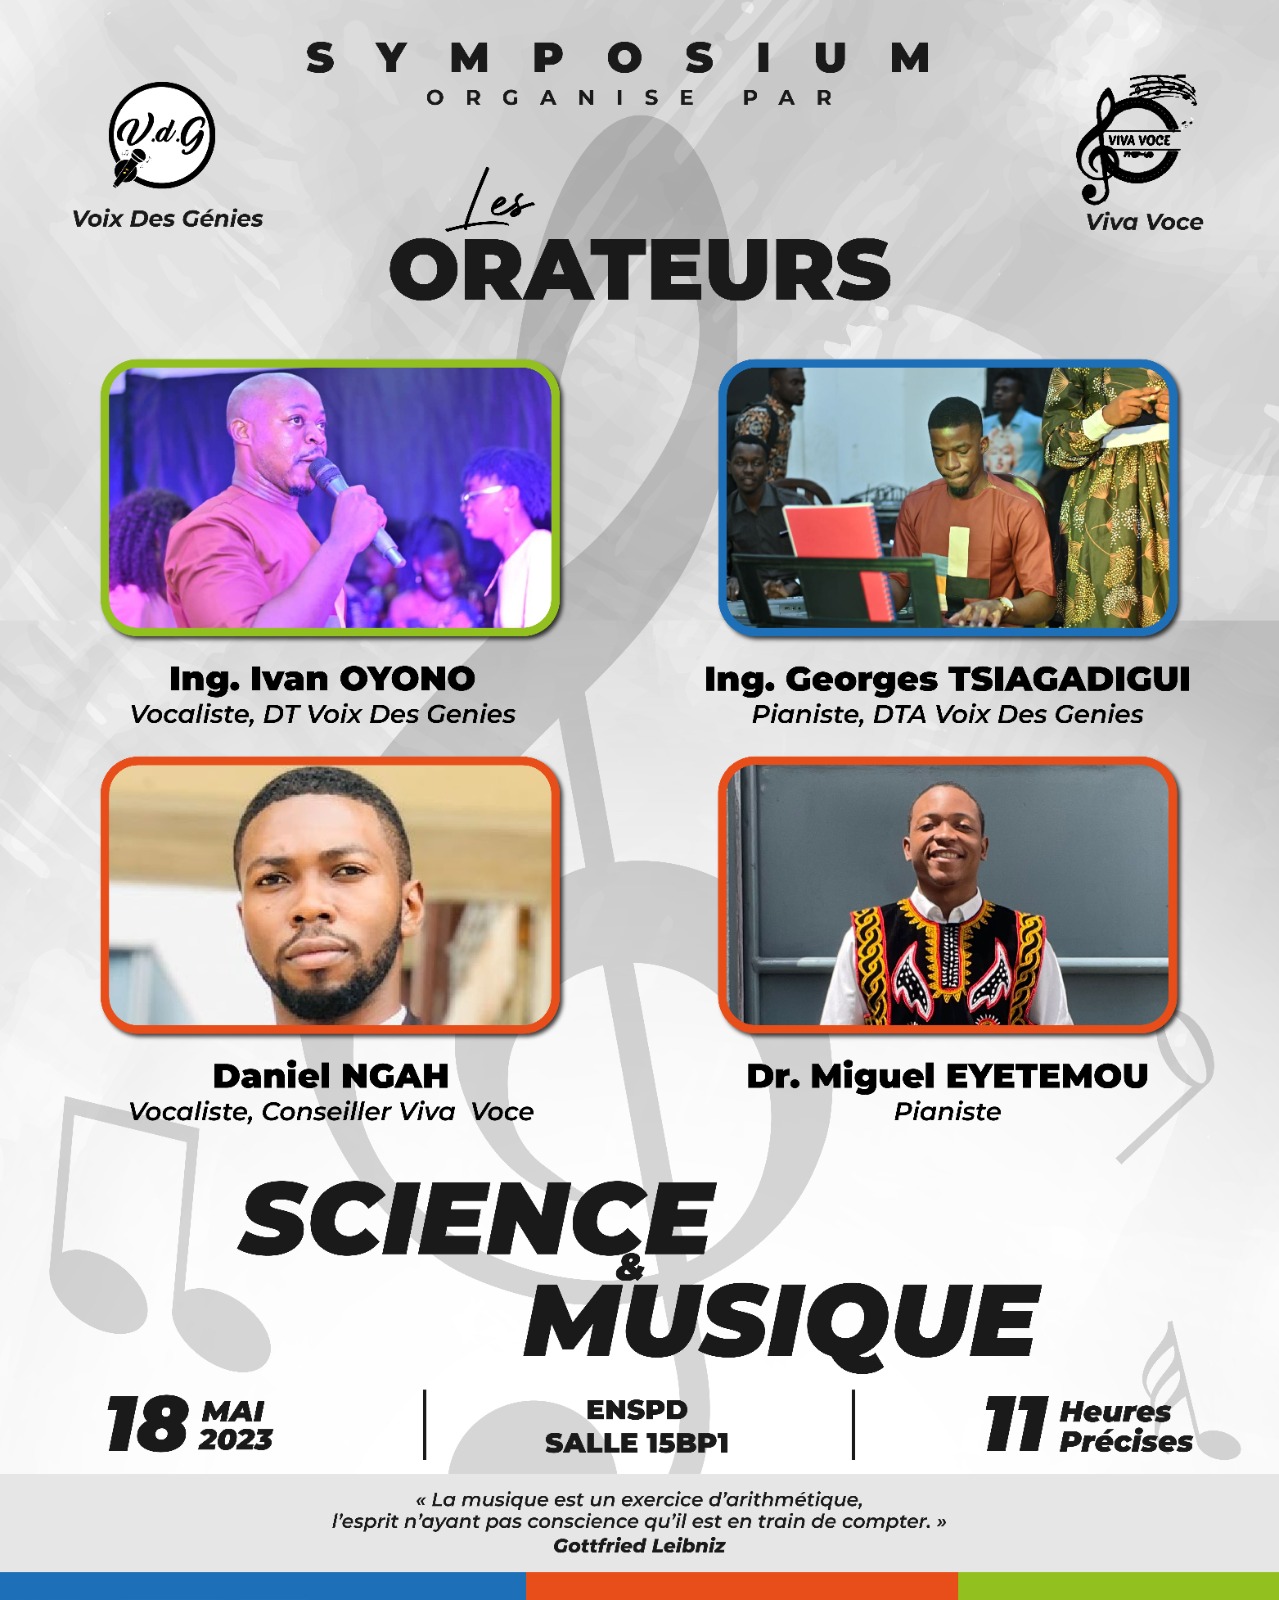 SYMPOSIUM
ORGANISE PAR
V.d.G
Voix Des Génies
VIVA VOCE
Viva Voce
Les
ORATEURS
Ing. Ivan OYONO
Vocaliste, DT Voix Des Genies
Ing. Georges TSIAGADIGUI
Pianiste, DTA Voix Des Genies
Daniel NGAH
Vocaliste, Conseiller Viva Voce
Dr. Miguel EYETEMOU
Pianiste
SCIENCE
&
MUSIQUE
18 MAI
2023
ENSPD
SALLE 15BP1
11 Heures
Précises
« La musique est un exercice d'arithmétique,
l'esprit n'ayant pas conscience qu'il est en train de compter. »
Gottfried Leibniz